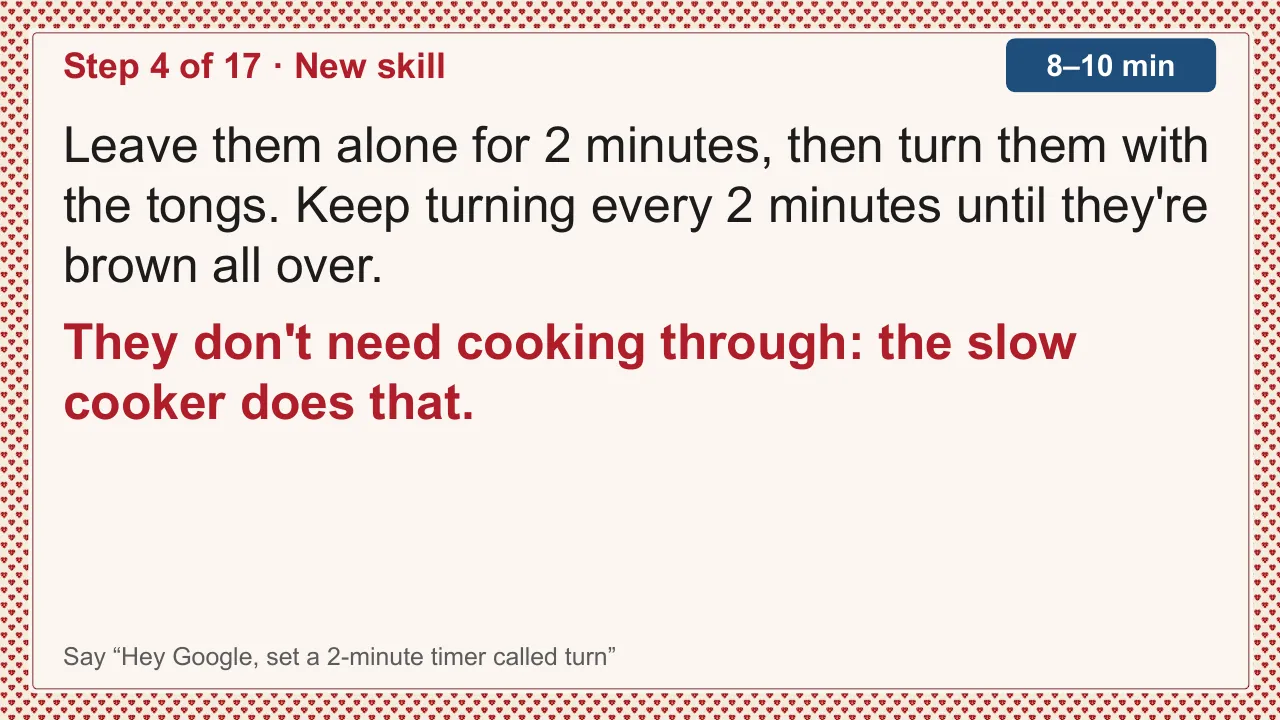 Step 4 of 17 · New skill
8–10 min
Leave them alone for 2 minutes, then turn them with
the tongs. Keep turning every 2 minutes until they're
brown all over.
They don't need cooking through: the slow
cooker does that.
Say “Hey Google, set a 2-minute timer called turn”